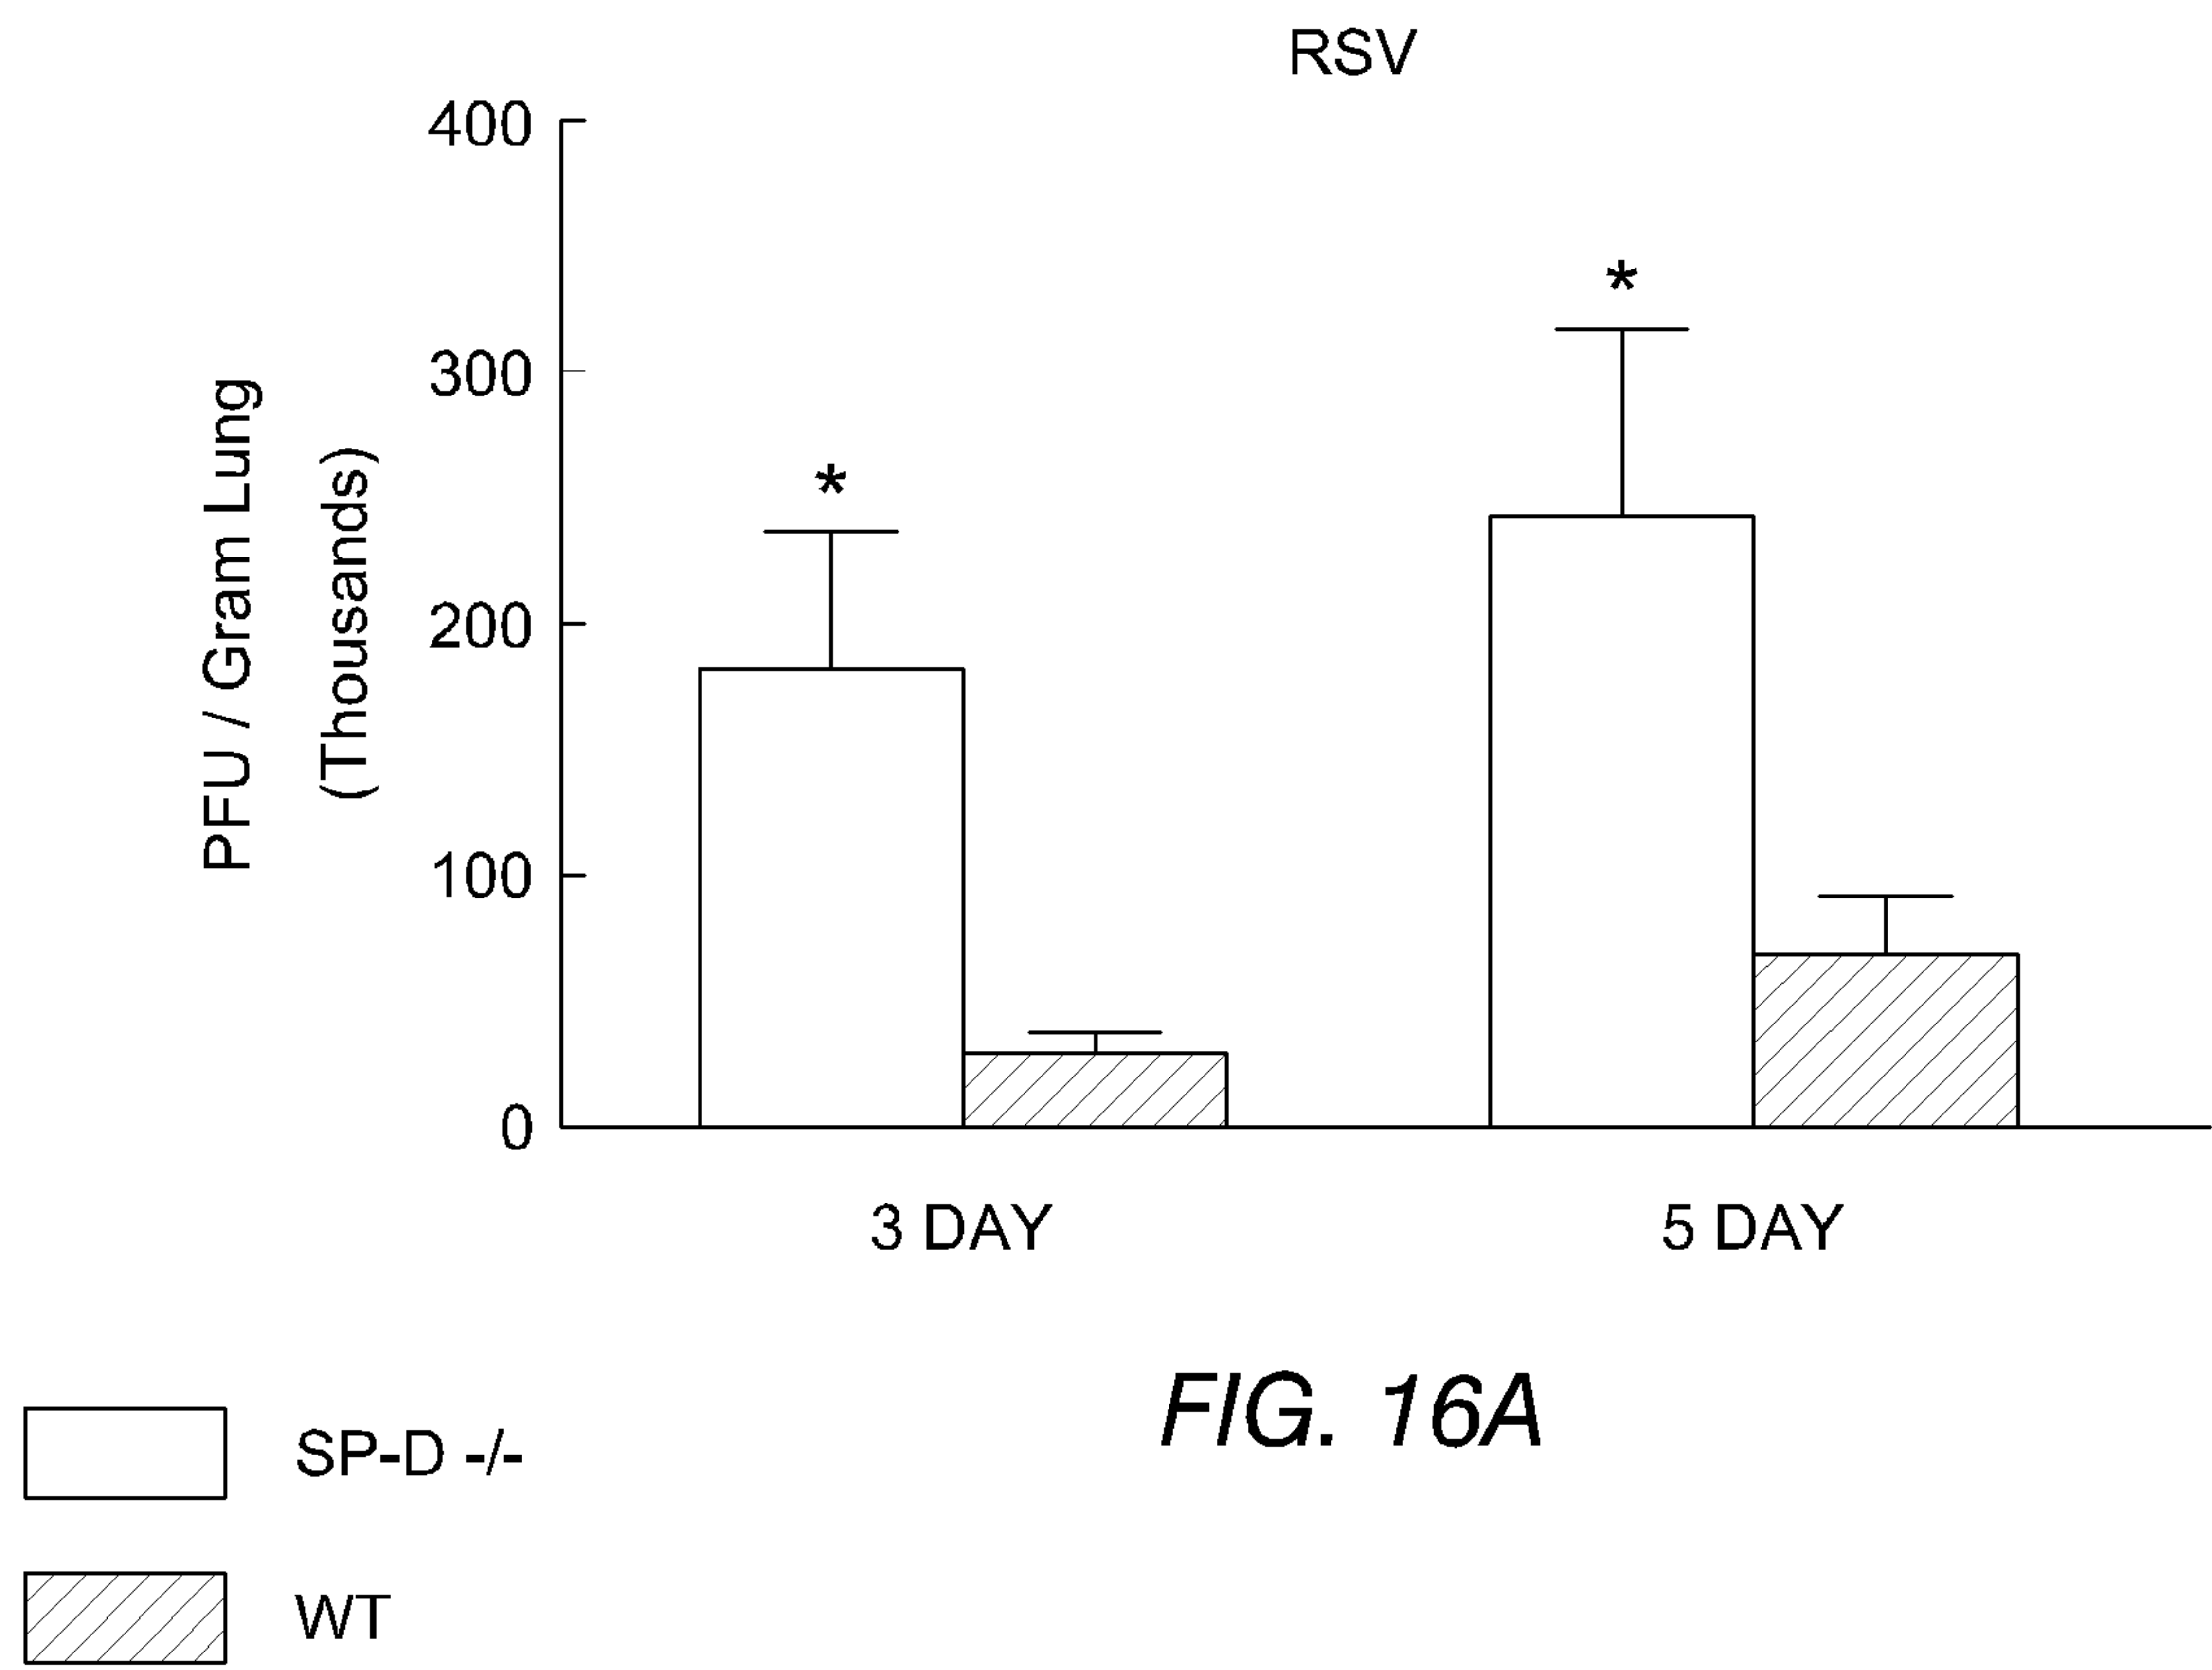 RSV
PFU / Gram Lung
(Thousands)
400
300
200
100
0
*
*
3 DAY
5 DAY
FIG. 16A
SP-D -/-
WT